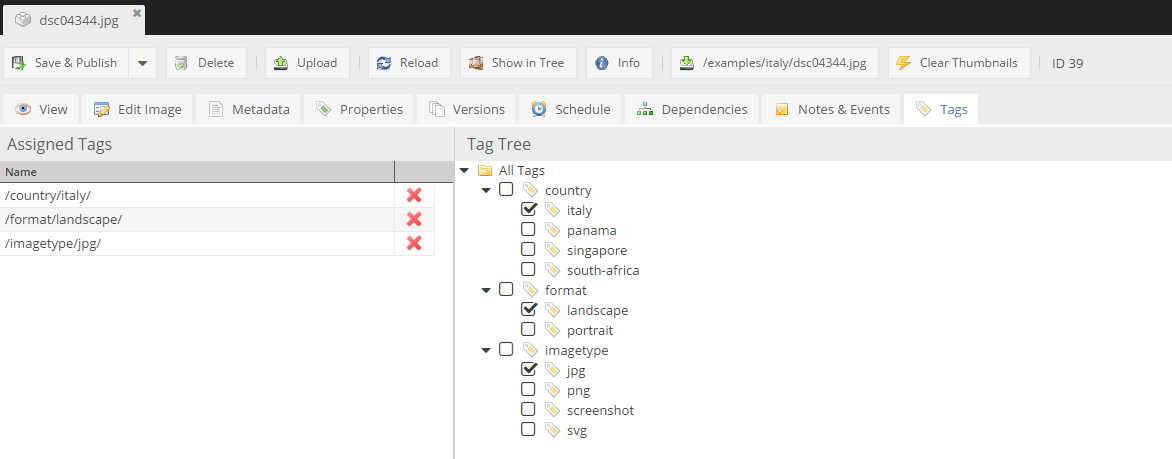 dsc04344.jpg
Save & Publish Delete Upload Reload Show in Tree Info /examples/italy/dsc04344.jpg Clear Thumbnails ID 39
View Edit Image Metadata Properties Versions Schedule Dependencies Notes & Events Tags
Assigned Tags
Name
/country/italy/
/format/landscape/
/imagetype/jpg/
Tag Tree
All Tags
country
italy
panama
singapore
south-africa
format
landscape
portrait
imagetype
jpg
png
screenshot
svg